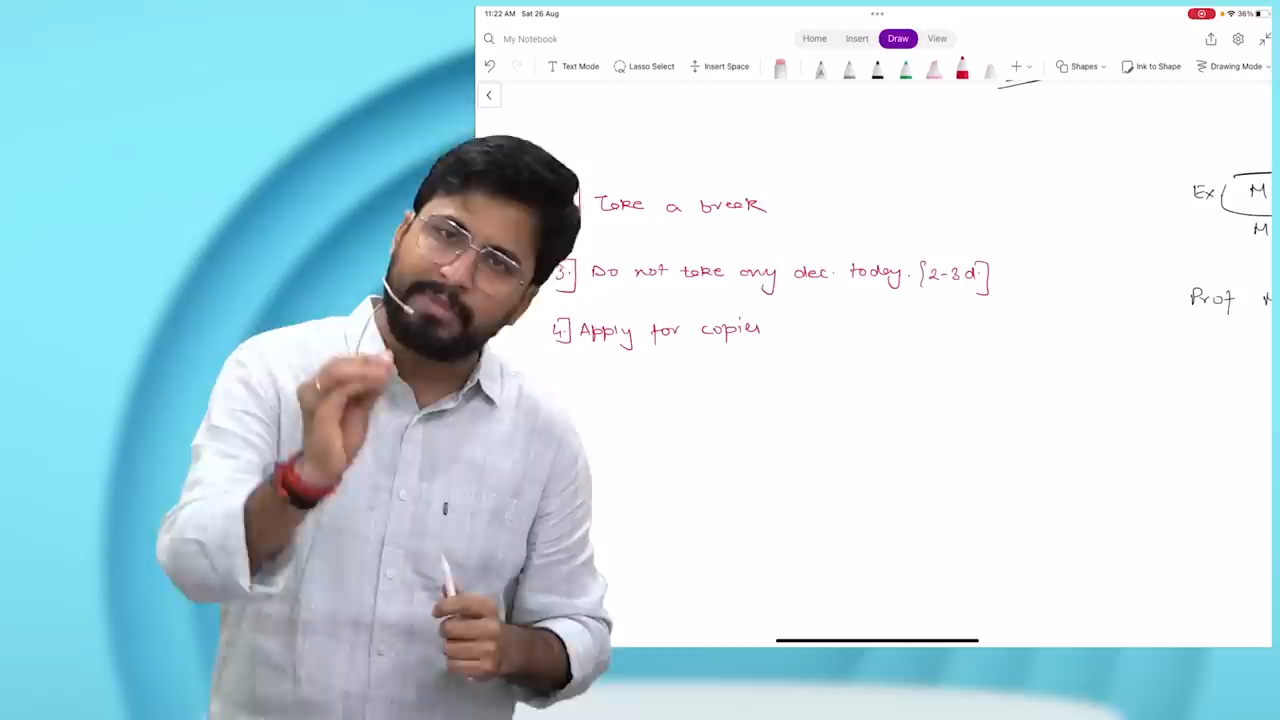 11:22 AM Sat 26 Aug
36%
My Notebook
Home Insert Draw View
Text Mode Lasso Select Insert Space Shapes Ink to Shape Drawing Mode
Take a break
3.] Do not take any dec. today. [2-3d.]
4.] Apply for copies
Ex M
M
Prof